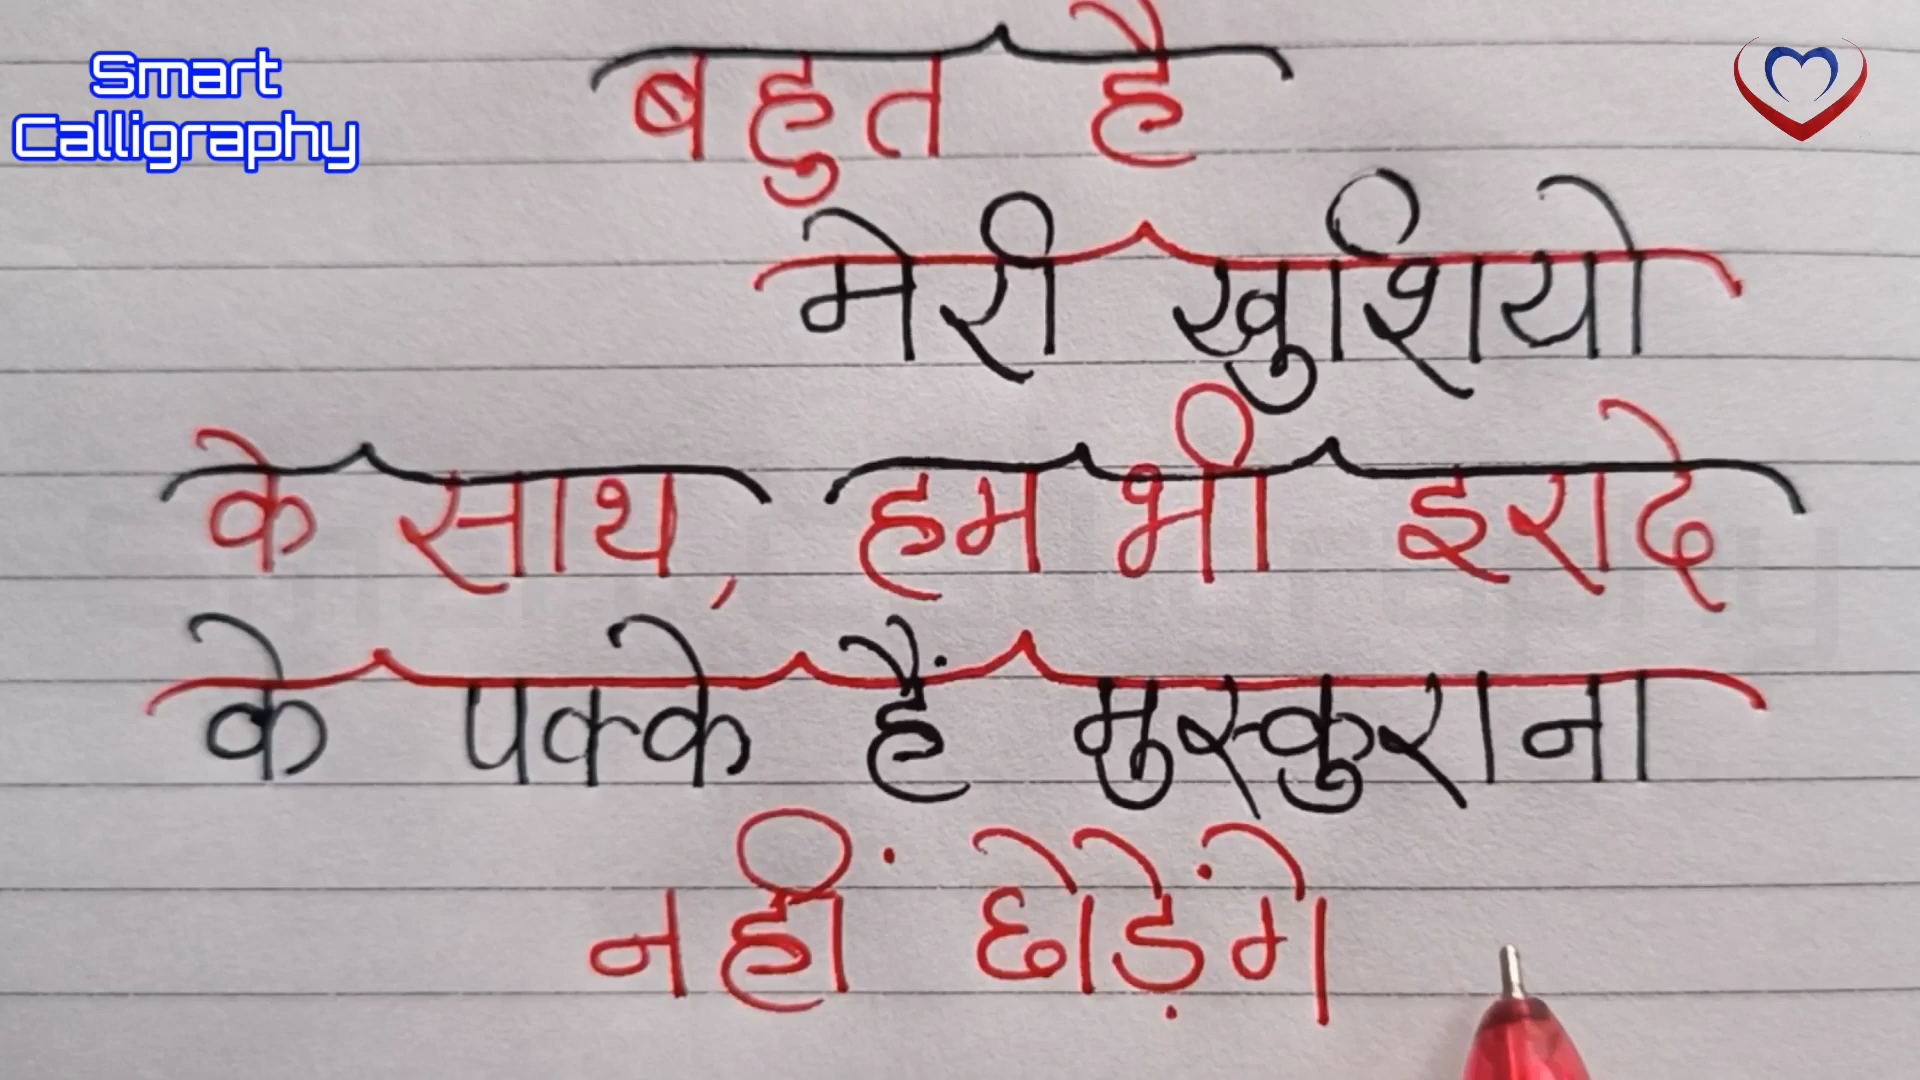 Smart
Calligraphy
बहुत है
मेरी खुशियो
के साथ, हम भी इरादे
के पक्के हैं मुस्कुराना
नहीं छोड़ेंगे